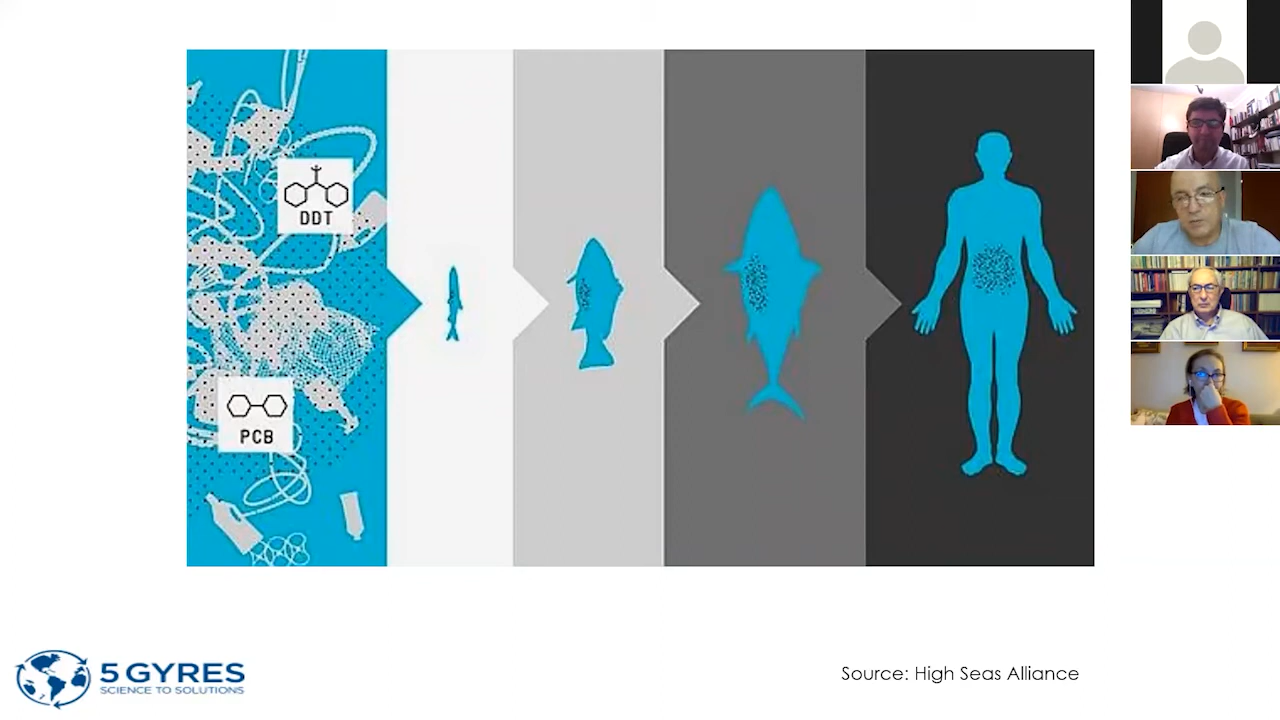 DDT
PCB
5 GYRES
SCIENCE TO SOLUTIONS
Source: High Seas Alliance